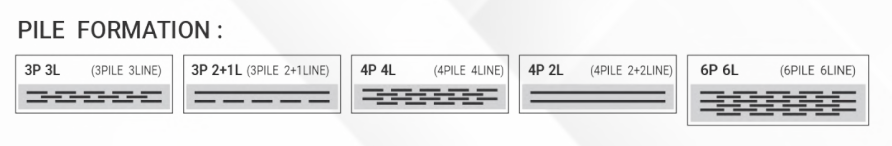 PILE FORMATION :
3P 3L (3PILE 3LINE)
3P 2+1L (3PILE 2+1LINE)
4P 4L (4PILE 4LINE)
4P 2L (4PILE 2+2LINE)
6P 6L (6PILE 6LINE)